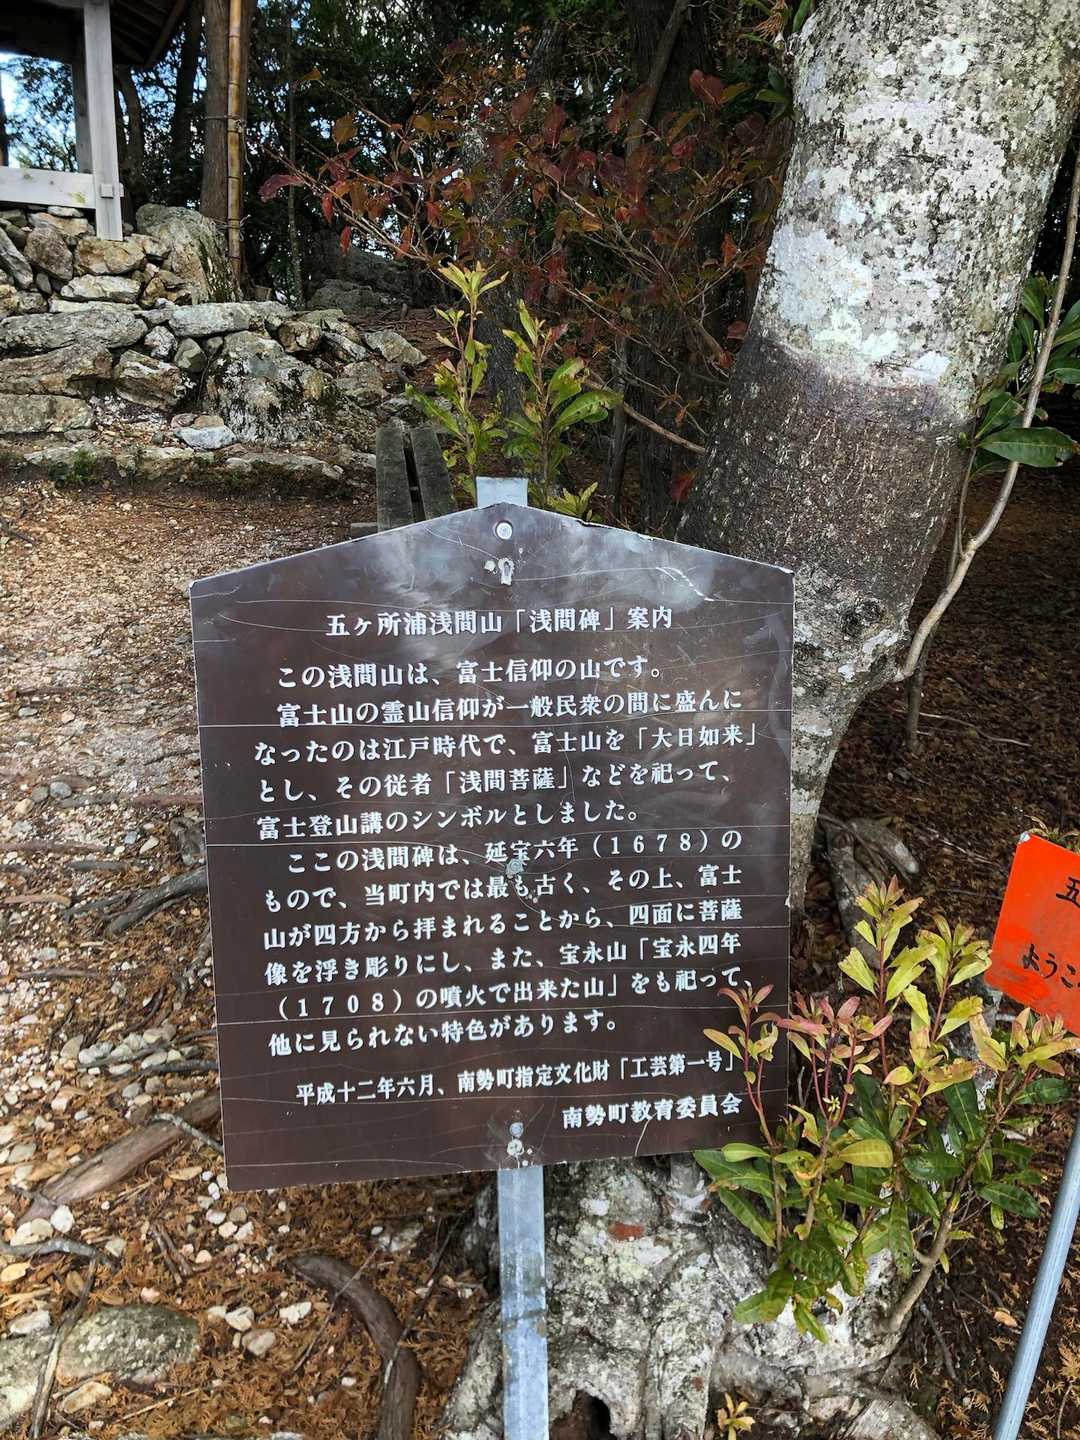 五ヶ所浦浅間山「浅間碑」案内
この浅間山は、富士信仰の山です。
富士山の霊山信仰が一般民衆の間に盛んに
なったのは江戸時代で、富士山を「大日如来」
とし、その従者「浅間菩薩」などを祀って、
富士登山講のシンボルとしました。
ここの浅間碑は、延宝六年（１６７８）の
もので、当町内では最も古く、その上、富士
山が四方から拝まれることから、四面に菩薩
像を浮き彫りにし、また、宝永山「宝永四年
（１７０８）の噴火で出来た山」をも祀って、
他に見られない特色があります。
平成十二年六月、南勢町指定文化財「工芸第一号」
南勢町教育委員会
五
ようこ